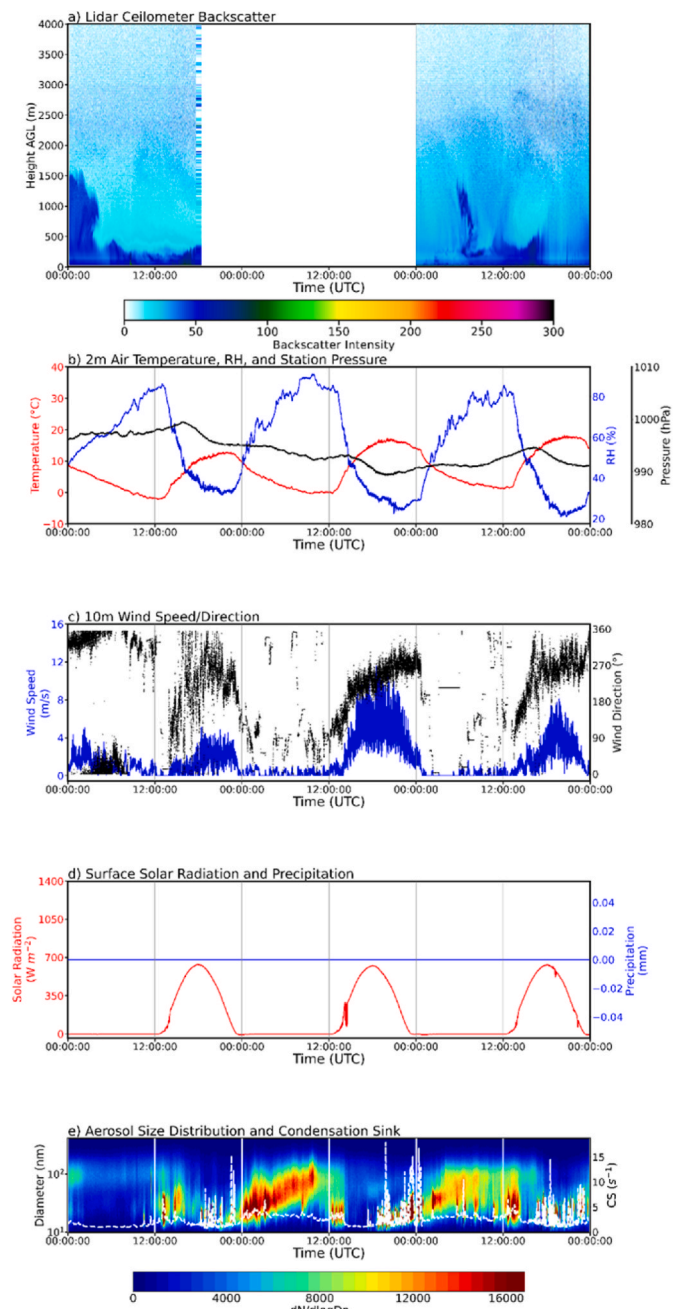 a) Lidar Ceilometer Backscatter
4000
3500
3000
2500
2000
1500
1000
500
0
Height AGL (m)
00:00:00 12:00:00 00:00:00 12:00:00 00:00:00 12:00:00 00:00:00
Time (UTC)
0 50 100 150 200 250 300
Backscatter Intensity
b) 2m Air Temperature, RH, and Station Pressure
40
30
20
10
0
−10
Temperature (°C)
80
60
40
20
RH (%)
1010
1000
990
980
Pressure (hPa)
00:00:00 12:00:00 00:00:00 12:00:00 00:00:00 12:00:00 00:00:00
Time (UTC)
c) 10m Wind Speed/Direction
16
12
8
4
0
Wind Speed
m/s)
360
270
180
90
0
Wind Direction (°)
00:00:00 12:00:00 00:00:00 12:00:00 00:00:00 12:00:00 00:00:00
Time (UTC)
d) Surface Solar Radiation and Precipitation
1400
1050
700
350
0
Solar Radiation
(W m⁻²)
0.04
0.02
0.00
−0.02
−0.04
Precipitation
(mm)
00:00:00 12:00:00 00:00:00 12:00:00 00:00:00 12:00:00 00:00:00
Time (UTC)
e) Aerosol Size Distribution and Condensation Sink
10²
10¹
Diameter (nm)
15
10
5
0
CS (s⁻¹)
00:00:00 12:00:00 00:00:00 12:00:00 00:00:00 12:00:00 00:00:00
Time (UTC)
0 4000 8000 12000 16000